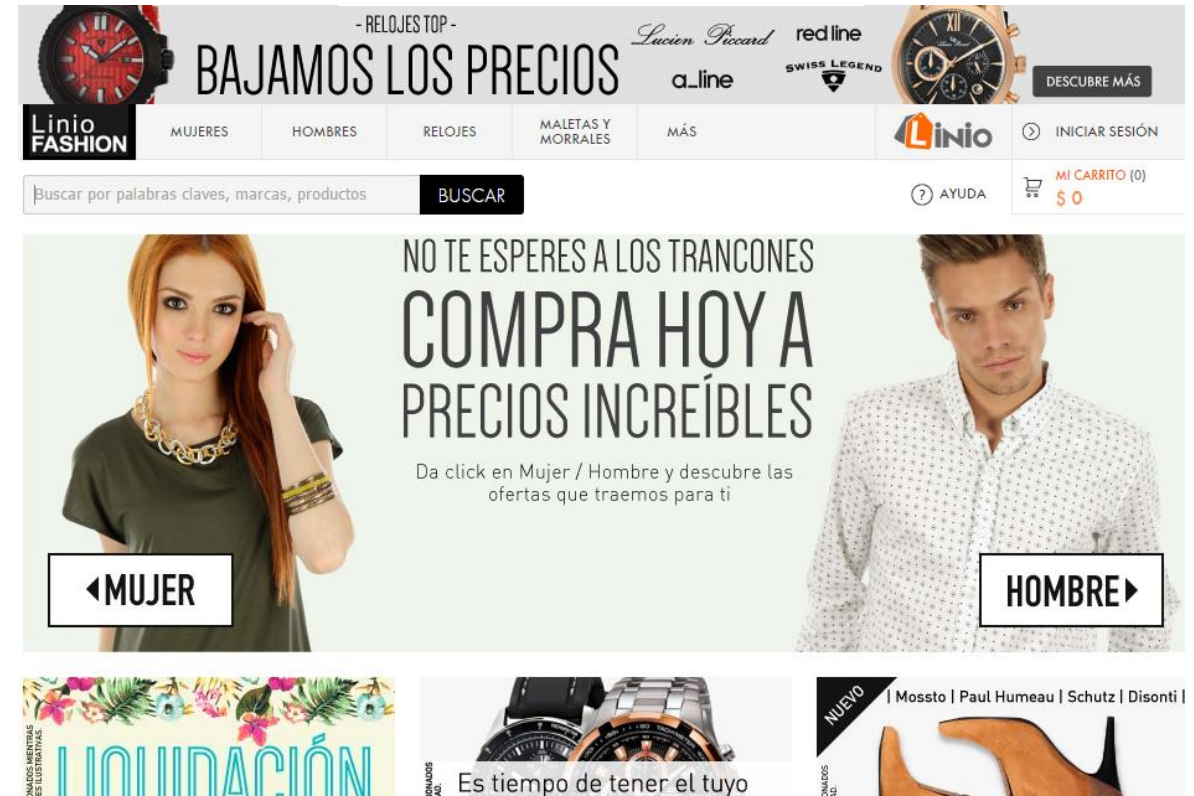 - RELOJES TOP -
BAJAMOS LOS PRECIOS
Lucien Piccard
red line
a_line
SWISS LEGEND
DESCUBRE MÁS
Linio
FASHION
MUJERES
HOMBRES
RELOJES
MALETAS Y
MORRALES
MÁS
Linio
INICIAR SESIÓN
Buscar por palabras claves, marcas, productos
BUSCAR
? AYUDA
MI CARRITO (0)
$ 0
NO TE ESPERES A LOS TRANCONES
COMPRA HOY A
PRECIOS INCREÍBLES
Da click en Mujer / Hombre y descubre las
ofertas que traemos para ti
MUJER
HOMBRE
LIQUIDACIÓN
Es tiempo de tener el tuyo
NUEVO
| Mossto | Paul Humeau | Schutz | Disonti |